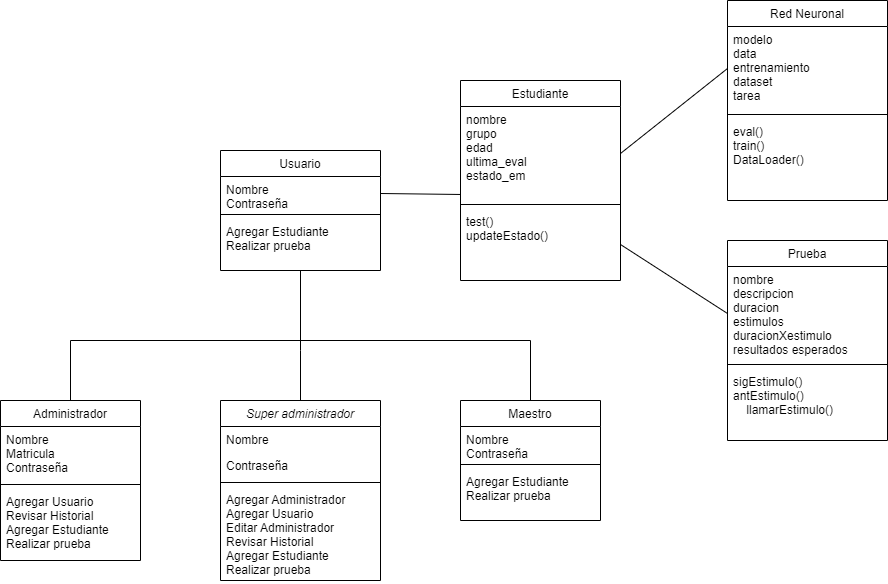 Red Neuronal
modelo
data
entrenamiento
dataset
tarea
eval()
train()
DataLoader()
Estudiante
nombre
grupo
edad
ultima_eval
estado_em
test()
updateEstado()
Usuario
Nombre
Contraseña
Agregar Estudiante
Realizar prueba
Prueba
nombre
descripcion
duracion
estimulos
duracionXestimulo
resultados esperados
sigEstimulo()
antEstimulo()
llamarEstimulo()
Administrador
Nombre
Matricula
Contraseña
Agregar Usuario
Revisar Historial
Agregar Estudiante
Realizar prueba
Super administrador
Nombre
Contraseña
Agregar Administrador
Agregar Usuario
Editar Administrador
Revisar Historial
Agregar Estudiante
Realizar prueba
Maestro
Nombre
Contraseña
Agregar Estudiante
Realizar prueba